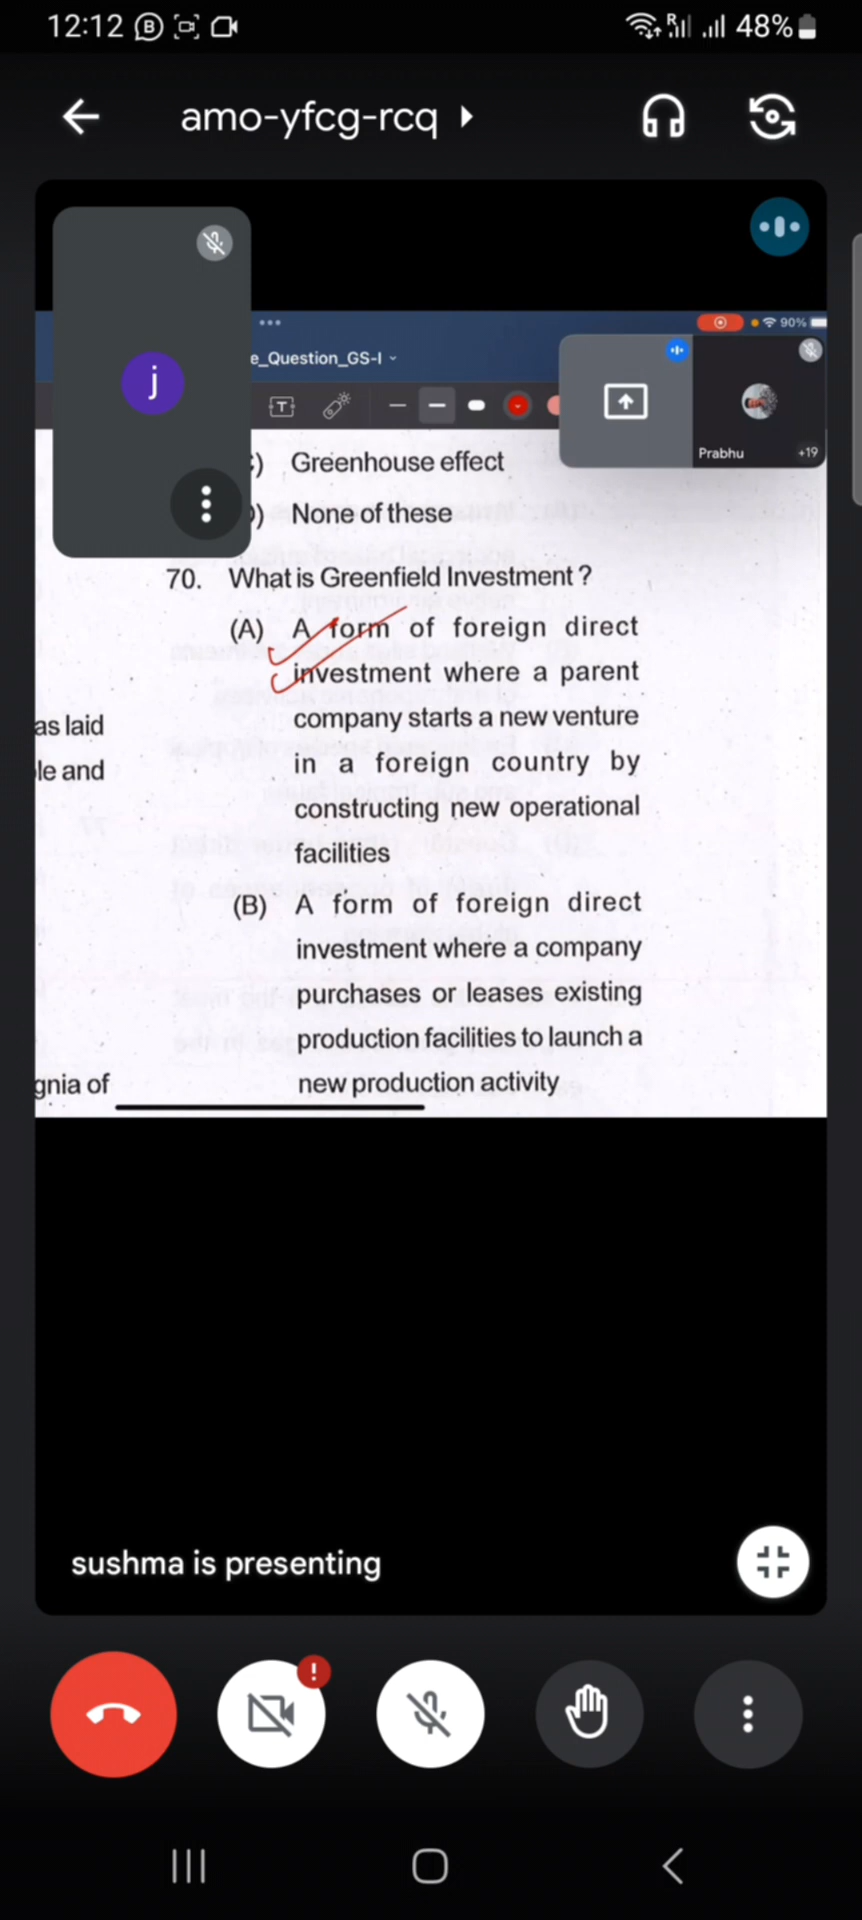 12:12
48%
amo-yfcg-rcq
90%
e_Question_GS-I
j
Prabhu
+19
) Greenhouse effect
) None of these
70. What is Greenfield Investment ?
(A) A form of foreign direct
investment where a parent
company starts a new venture
in a foreign country by
constructing new operational
facilities
(B) A form of foreign direct
investment where a company
purchases or leases existing
production facilities to launch a
new production activity
as laid
le and
gnia of
sushma is presenting